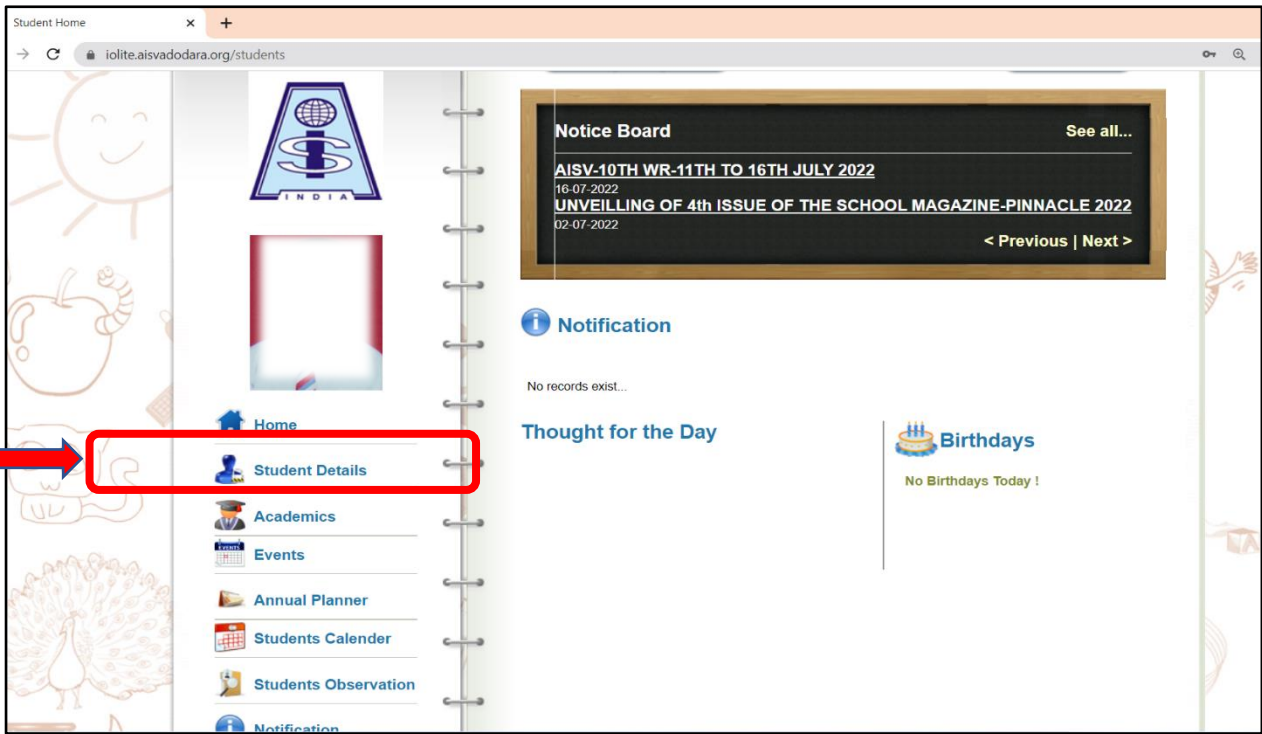 Student Home
iolite.aisvadodara.org/students
AIS
INDIA
Notice Board
See all...
AISV-10TH WR-11TH TO 16TH JULY 2022
16-07-2022
UNVEILLING OF 4th ISSUE OF THE SCHOOL MAGAZINE-PINNACLE 2022
02-07-2022
< Previous | Next >
Notification
No records exist...
Home
Student Details
Academics
EVENTS
Events
Annual Planner
Students Calender
Students Observation
Notification
Thought for the Day
Birthdays
No Birthdays Today !